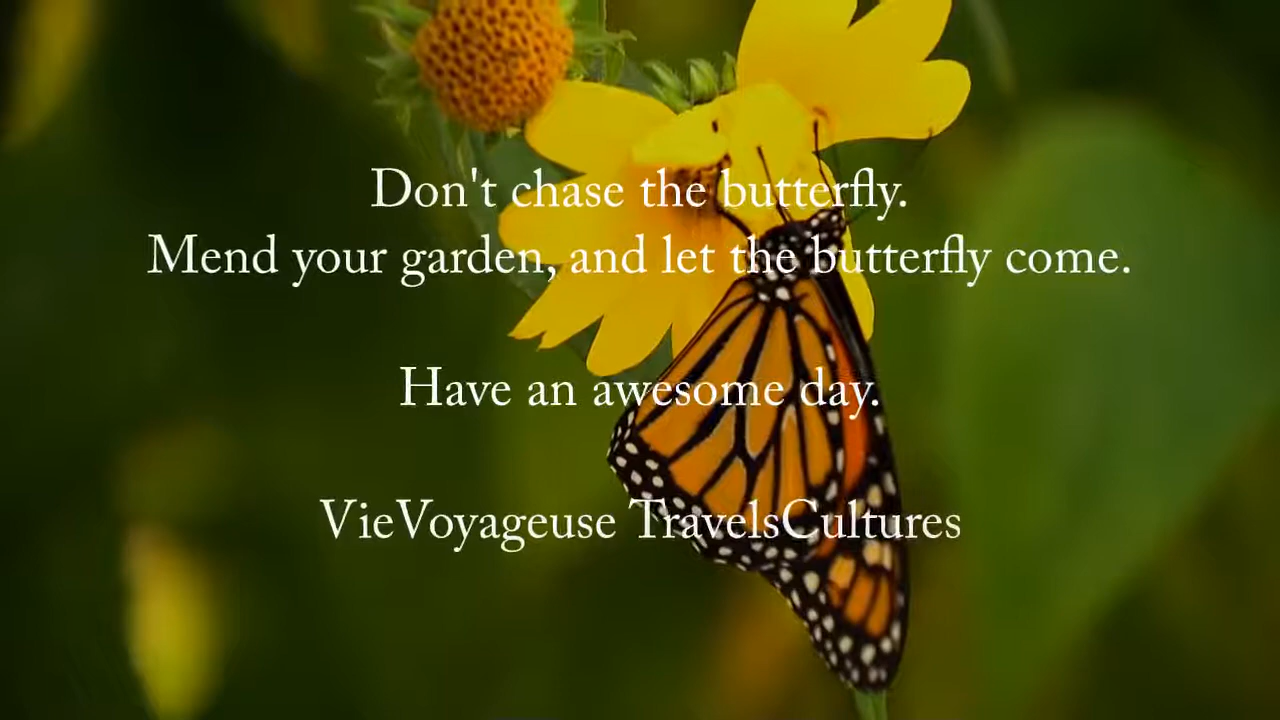 Don't chase the butterfly.
Mend your garden, and let the butterfly come.
Have an awesome day.
VieVoyageuse TravelsCultures